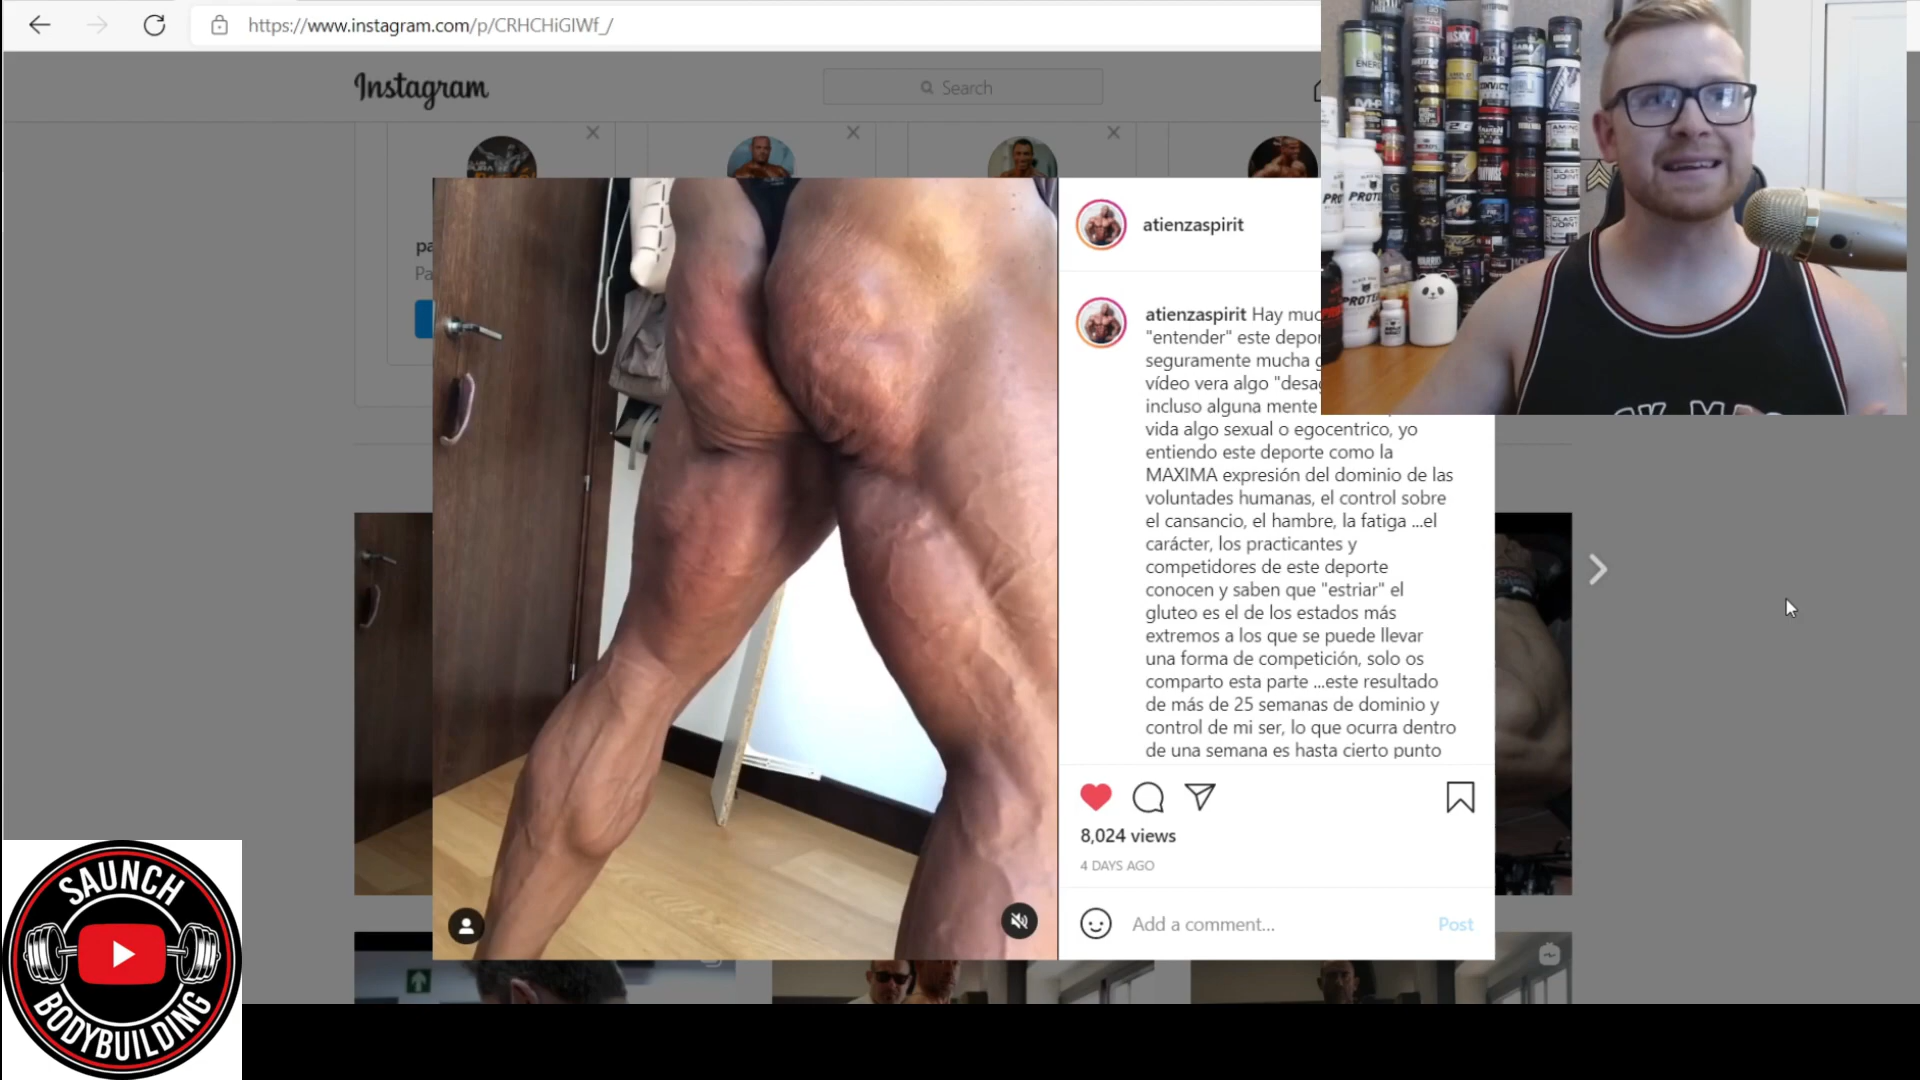 https://www.instagram.com/p/CRHCHiGIWf_/
Instagram
Search
pa
Pa
atienzaspirit
atienzaspirit Hay muc
"entender" este depor
seguramente mucha g
vídeo vera algo "desag
incluso alguna mente
vida algo sexual o egocentrico, yo
entiendo este deporte como la
MAXIMA expresión del dominio de las
voluntades humanas, el control sobre
el cansancio, el hambre, la fatiga ...el
carácter, los practicantes y
competidores de este deporte
conocen y saben que "estriar" el
gluteo es el de los estados más
extremos a los que se puede llevar
una forma de competición, solo os
comparto esta parte ...este resultado
de más de 25 semanas de dominio y
control de mi ser, lo que ocurra dentro
de una semana es hasta cierto punto
8,024 views
4 DAYS AGO
Add a comment...
Post
SAUNCH
BODYBUILDING